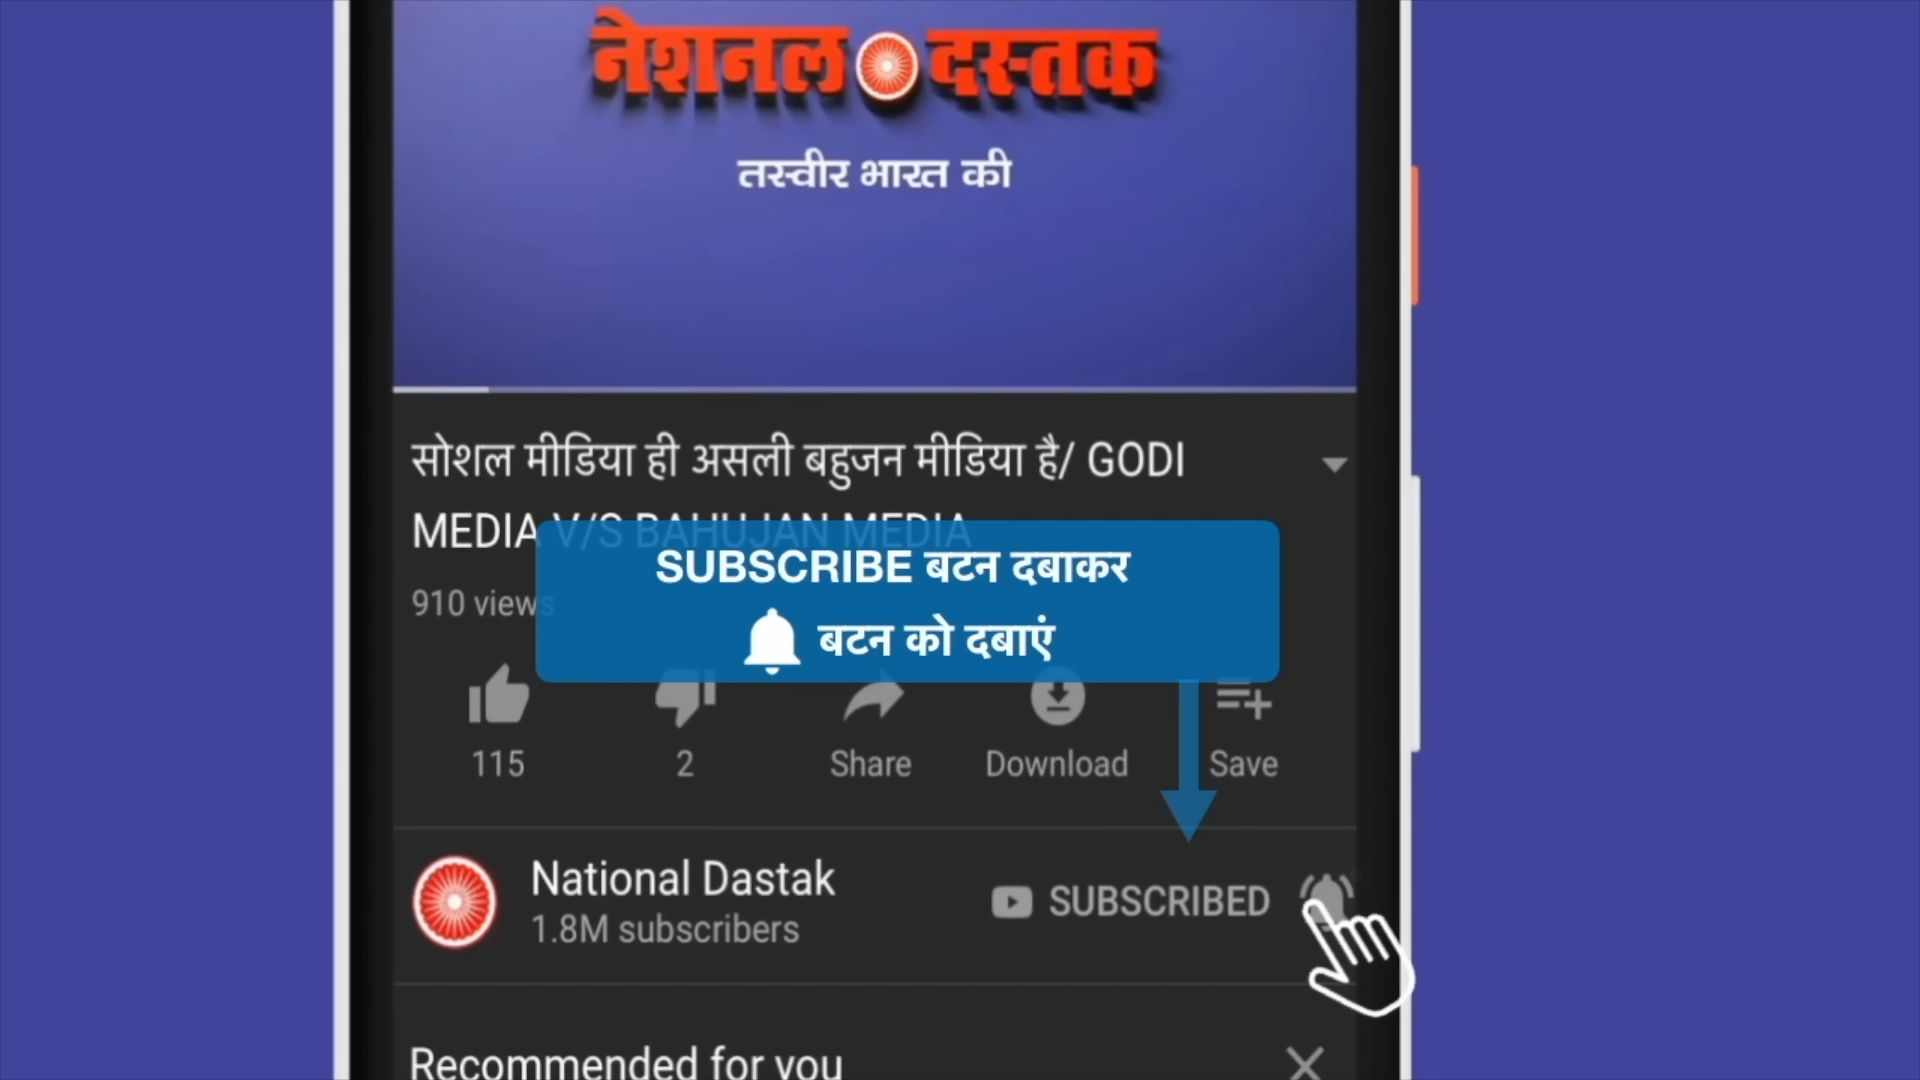 नेशनल दस्तक
तस्वीर भारत की
सोशल मीडिया ही असली बहुजन मीडिया है/ GODI
MEDIA V/S BAHUJAN MEDIA
SUBSCRIBE बटन दबाकर
बटन को दबाएं
910 views
115
2
Share
Download
Save
National Dastak
1.8M subscribers
SUBSCRIBED
Recommended for you